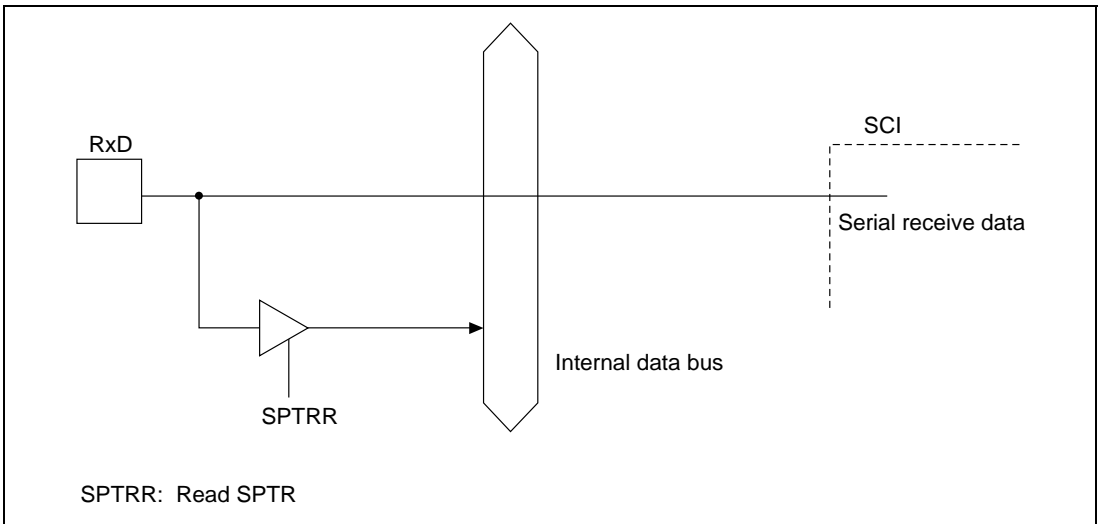 SCI
RxD
Serial receive data
Internal data bus
SPTRR
SPTRR: Read SPTR